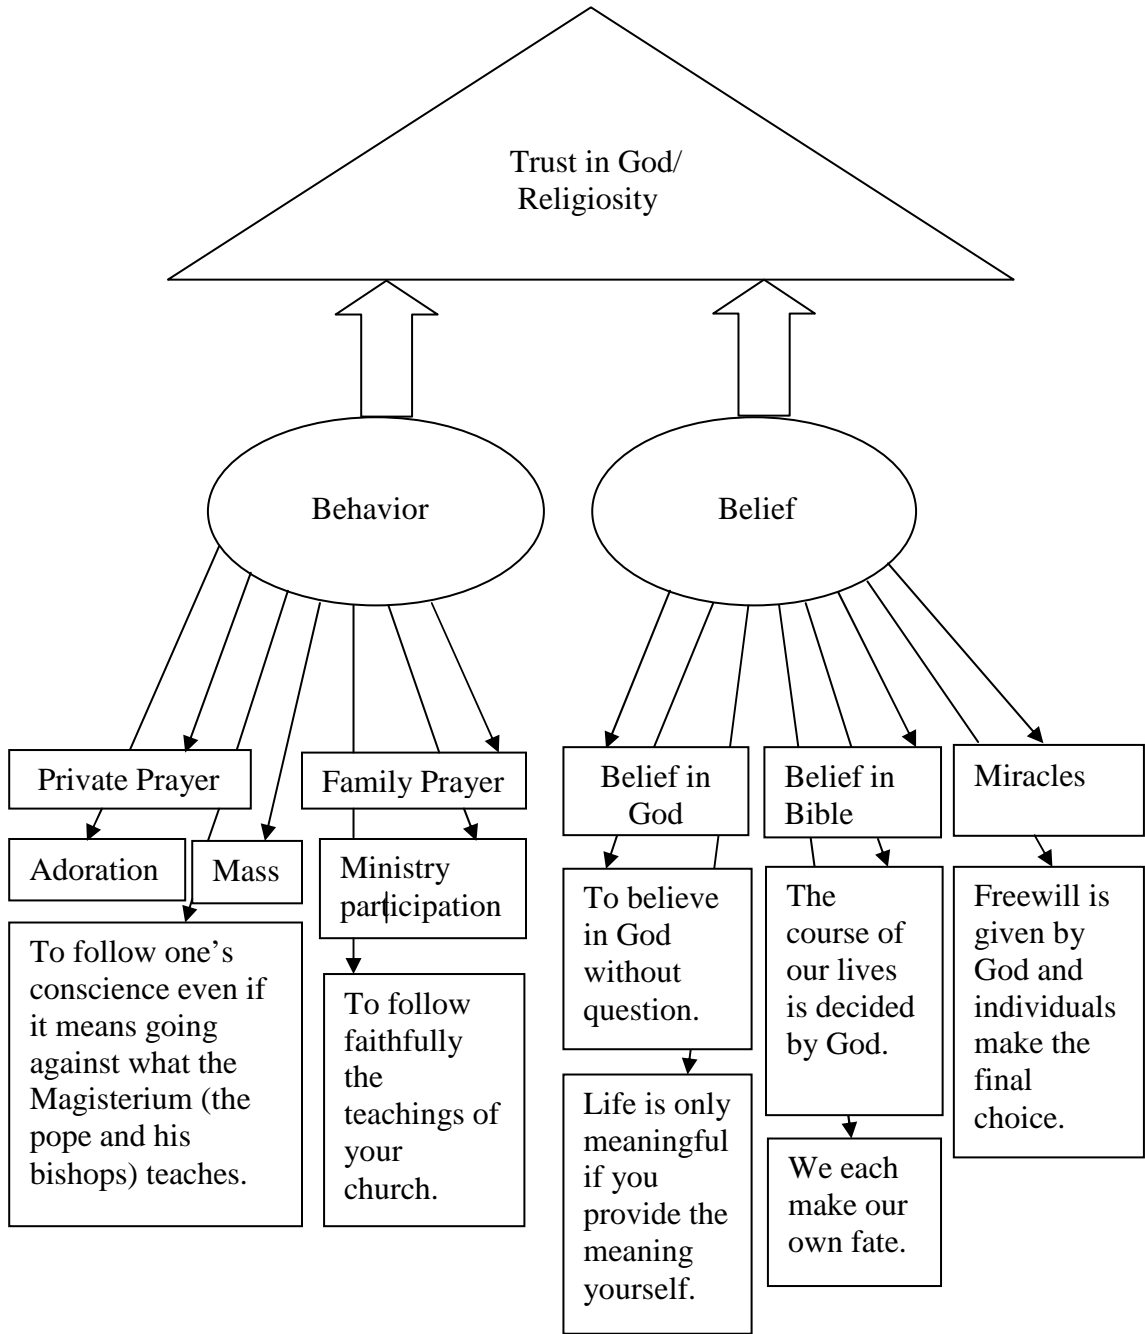 Trust in God/
Religiosity
Behavior
Belief
Private Prayer
Family Prayer
Belief in
God
Belief in
Bible
Miracles
Adoration
Mass
Ministry
participation
To believe
in God
without
question.
The
course of
our lives
is decided
by God.
Freewill is
given by
God and
individuals
make the
final
choice.
To follow one’s
conscience even if
it means going
against what the
Magisterium (the
pope and his
bishops) teaches.
To follow
faithfully
the
teachings of
your
church.
Life is only
meaningful
if you
provide the
meaning
yourself.
We each
make our
own fate.